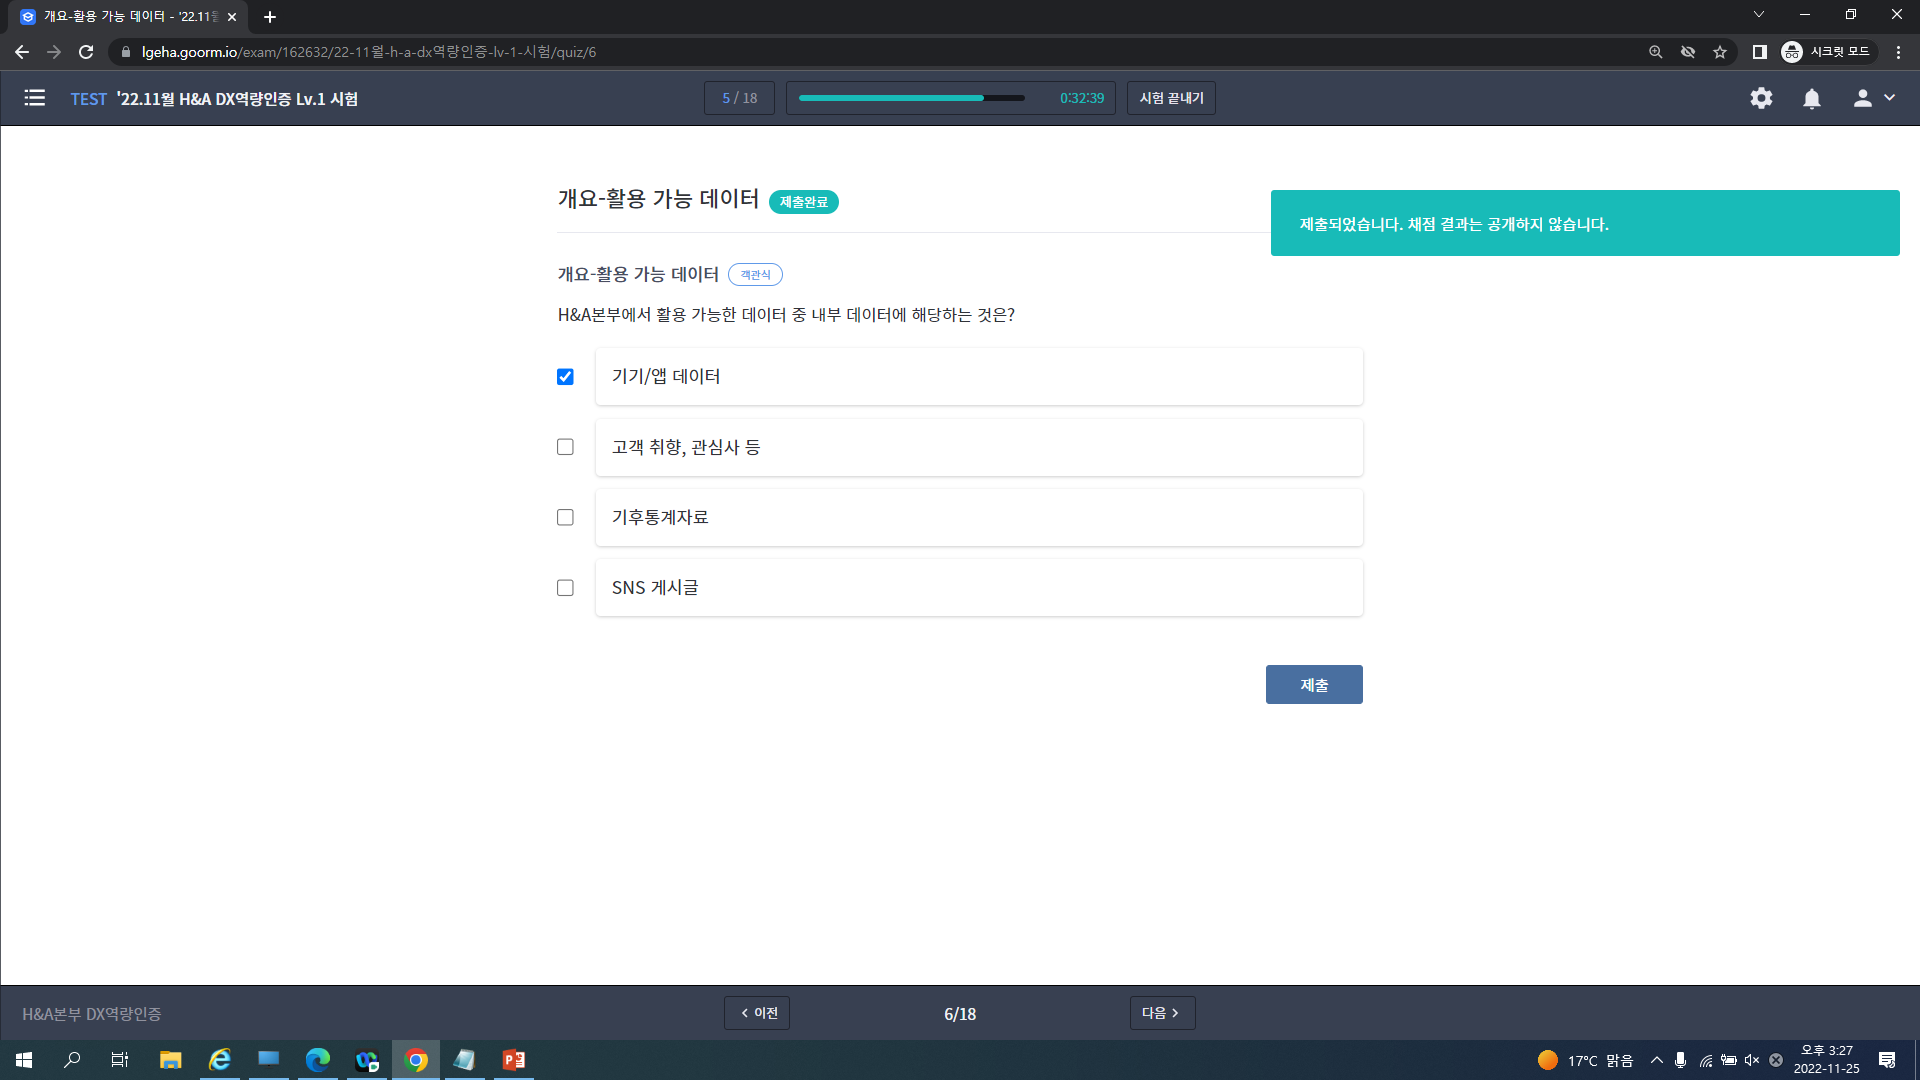 개요-활용 가능 데이터 - '22.11월
lgeha.goorm.io/exam/162632/22-11월-h-a-dx역량인증-lv-1-시험/quiz/6
시크릿 모드
TEST '22.11월 H&A DX역량인증 Lv.1 시험
5 / 18
0:32:39
시험 끝내기
개요-활용 가능 데이터 제출완료
제출되었습니다. 채점 결과는 공개하지 않습니다.
개요-활용 가능 데이터 객관식
H&A본부에서 활용 가능한 데이터 중 내부 데이터에 해당하는 것은?
기기/앱 데이터
고객 취향, 관심사 등
기후통계자료
SNS 게시글
제출
H&A본부 DX역량인증
이전
6/18
다음
17°C 맑음
오후 3:27
2022-11-25